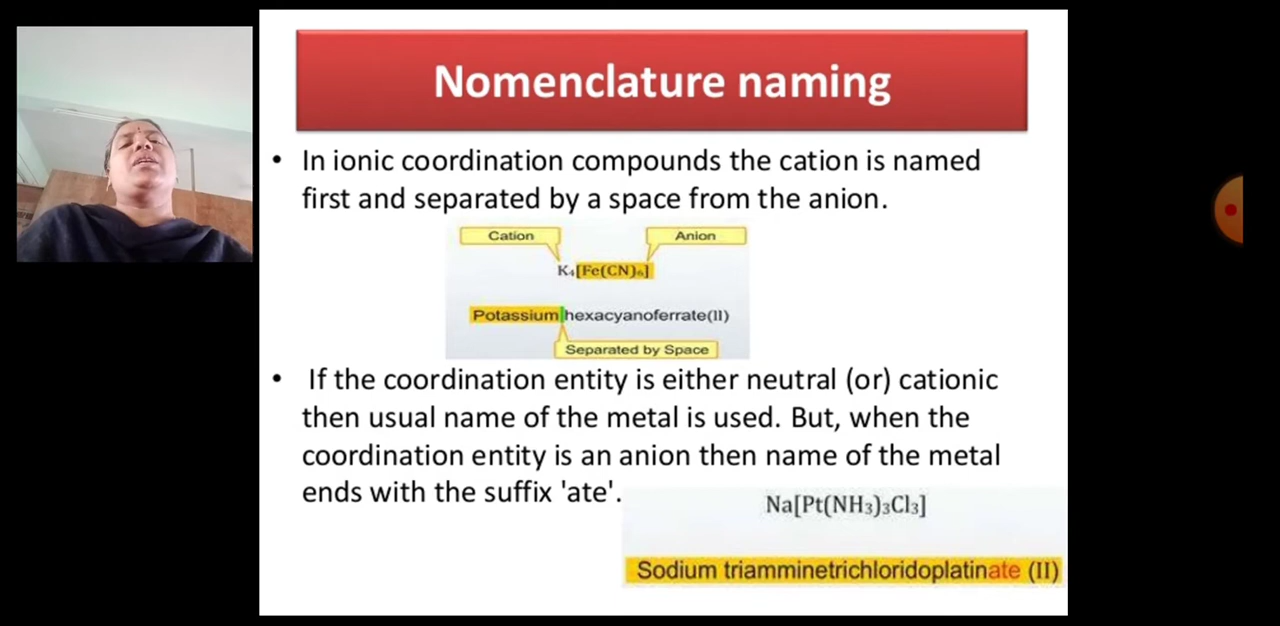 Nomenclature naming
• In ionic coordination compounds the cation is named
first and separated by a space from the anion.
Cation Anion
K₄[Fe(CN)₆]
Potassium hexacyanoferrate(II)
Separated by Space
• If the coordination entity is either neutral (or) cationic
then usual name of the metal is used. But, when the
coordination entity is an anion then name of the metal
ends with the suffix 'ate'.
Na[Pt(NH₃)₃Cl₃]
Sodium triamminetrichloridoplatinate (II)